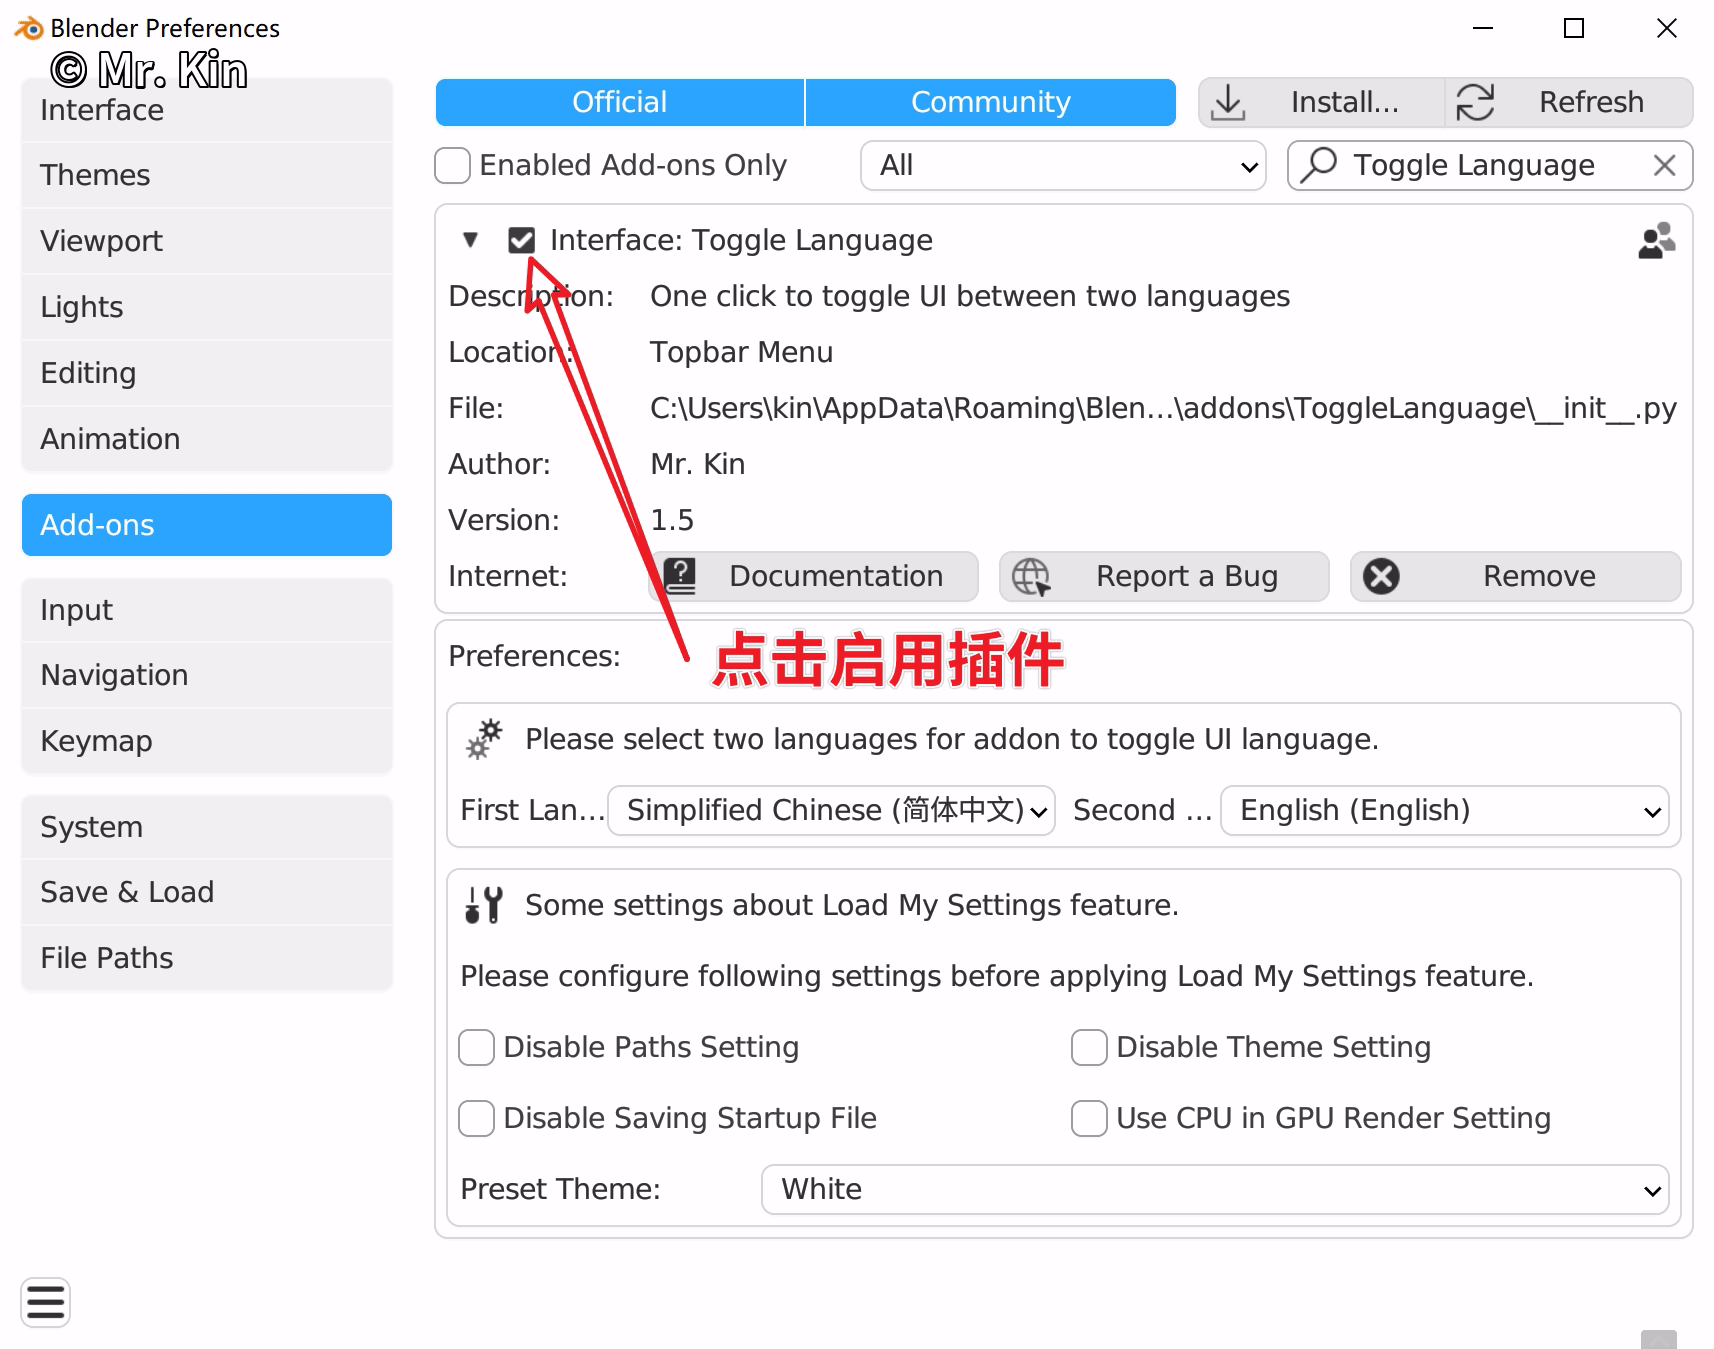 Blender Preferences
© Mr. Kin
Interface
Themes
Viewport
Lights
Editing
Animation
Add-ons
Input
Navigation
Keymap
System
Save & Load
File Paths
Official Community Install... Refresh
Enabled Add-ons Only All Toggle Language
Interface: Toggle Language
Description: One click to toggle UI between two languages
Location: Topbar Menu
File: C:\Users\kin\AppData\Roaming\Blen...\addons\ToggleLanguage\__init__.py
Author: Mr. Kin
Version: 1.5
Internet: Documentation Report a Bug Remove
Preferences:
点击启用插件
Please select two languages for addon to toggle UI language.
First Lan... Simplified Chinese (简体中文) Second ... English (English)
Some settings about Load My Settings feature.
Please configure following settings before applying Load My Settings feature.
Disable Paths Setting Disable Theme Setting
Disable Saving Startup File Use CPU in GPU Render Setting
Preset Theme: White